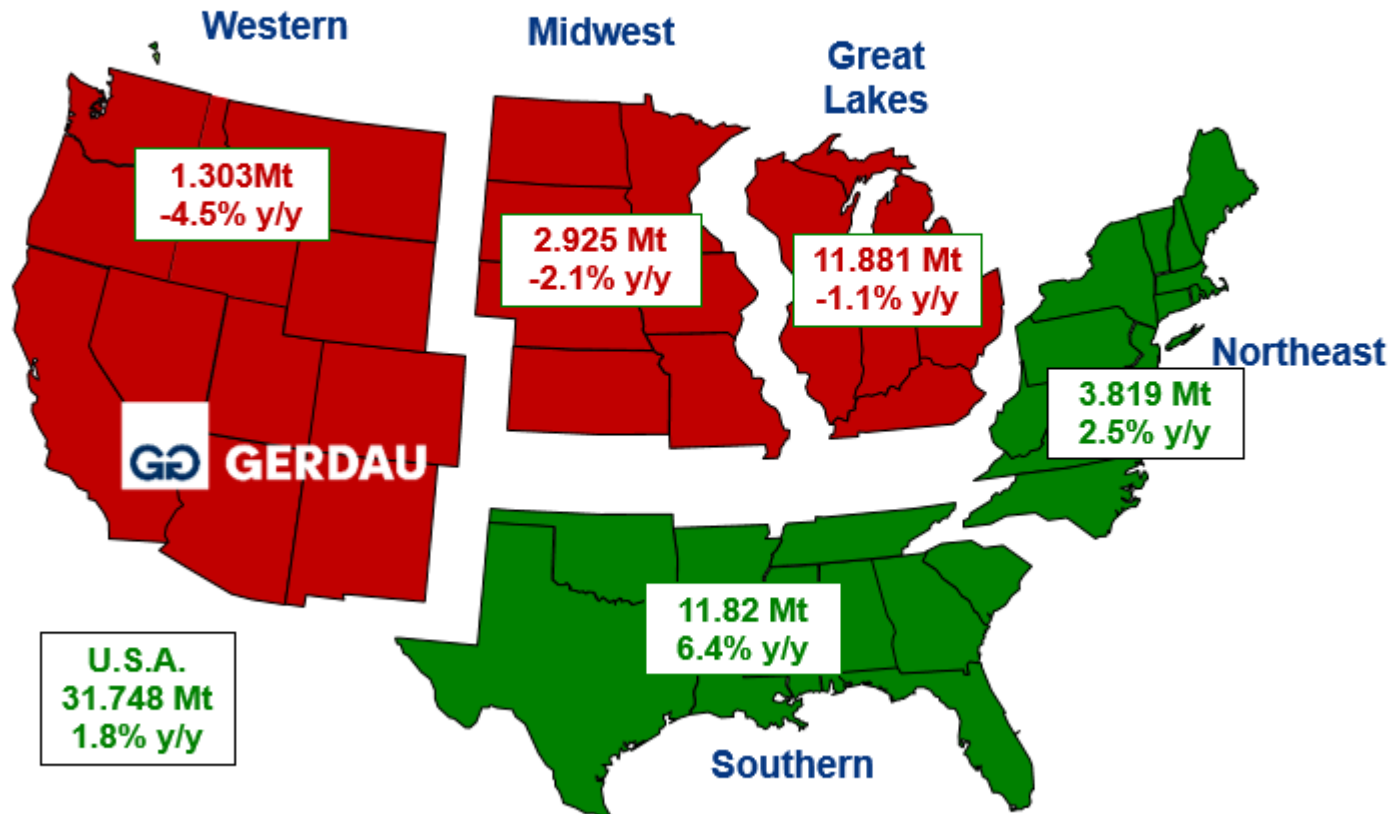 Western
Midwest
Great
Lakes
1.303Mt
-4.5% y/y
2.925 Mt
-2.1% y/y
11.881 Mt
-1.1% y/y
Northeast
3.819 Mt
2.5% y/y
GG GERDAU
11.82 Mt
6.4% y/y
U.S.A.
31.748 Mt
1.8% y/y
Southern